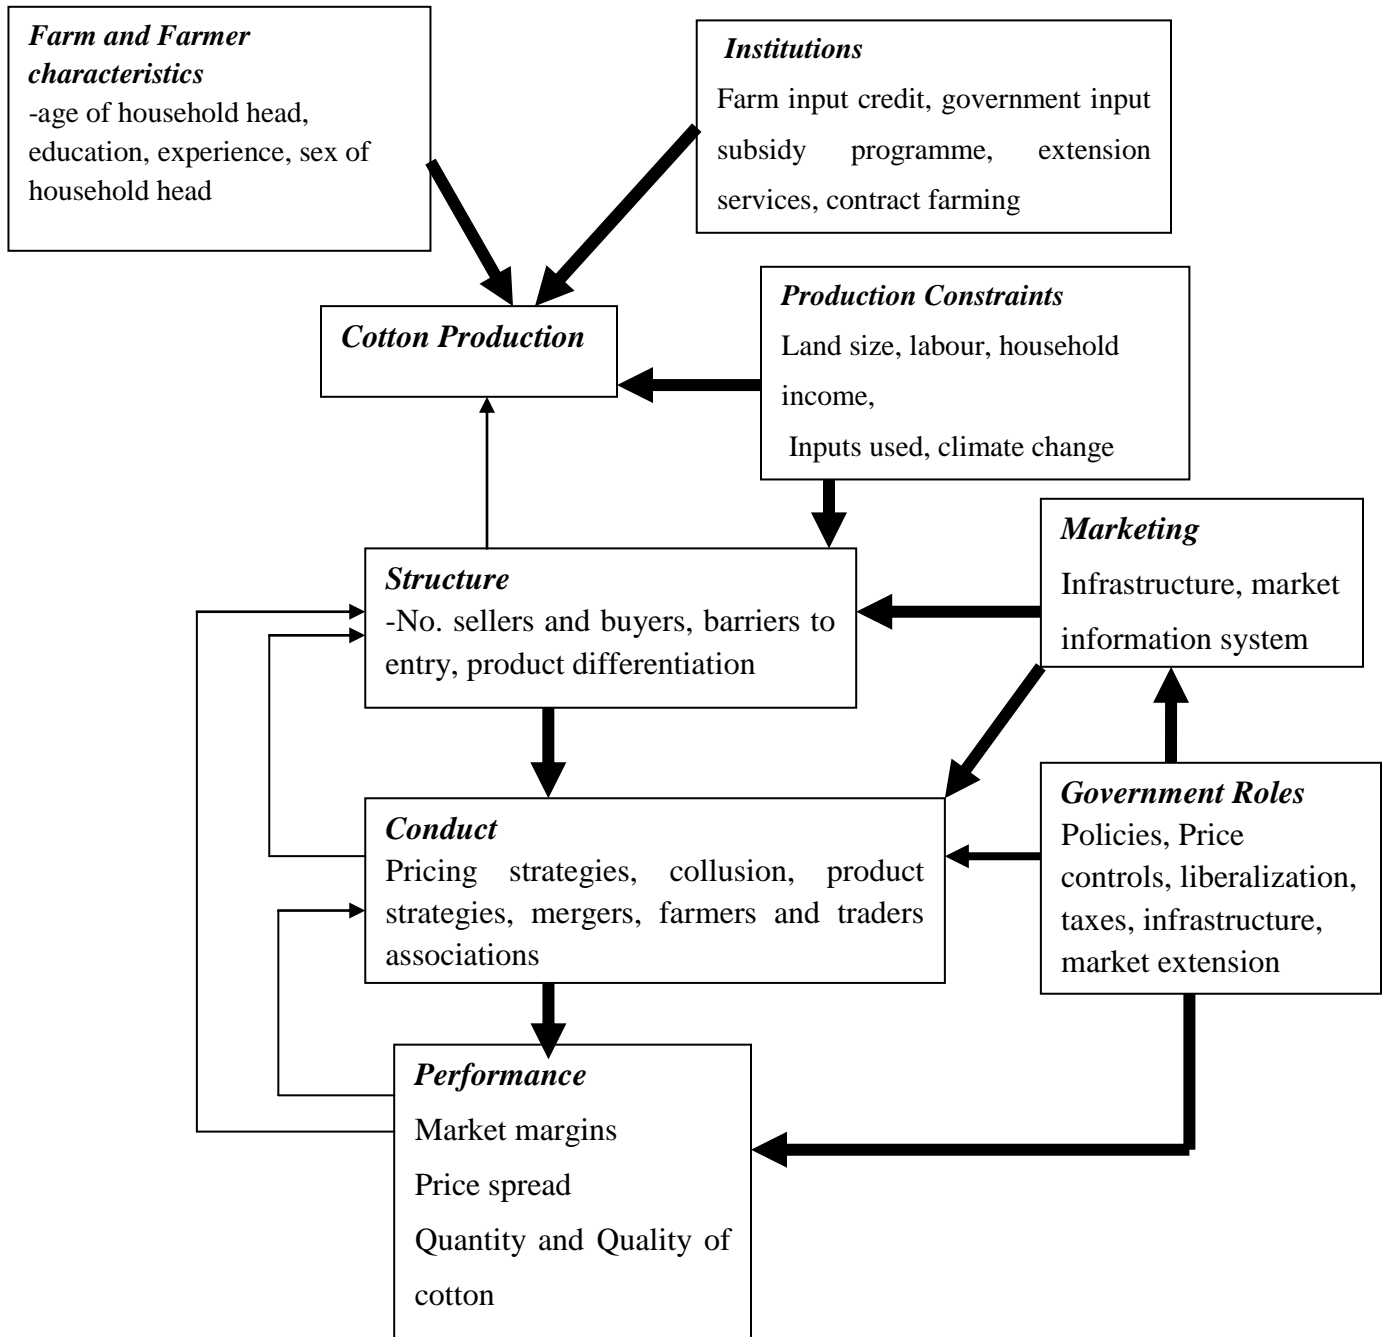 Farm and Farmer
characteristics
-age of household head,
education, experience, sex of
household head
Institutions
Farm input credit, government input
subsidy programme, extension
services, contract farming
Cotton Production
Production Constraints
Land size, labour, household
income,
Inputs used, climate change
Structure
-No. sellers and buyers, barriers to
entry, product differentiation
Marketing
Infrastructure, market
information system
Conduct
Pricing strategies, collusion, product
strategies, mergers, farmers and traders
associations
Government Roles
Policies, Price
controls, liberalization,
taxes, infrastructure,
market extension
Performance
Market margins
Price spread
Quantity and Quality of
cotton